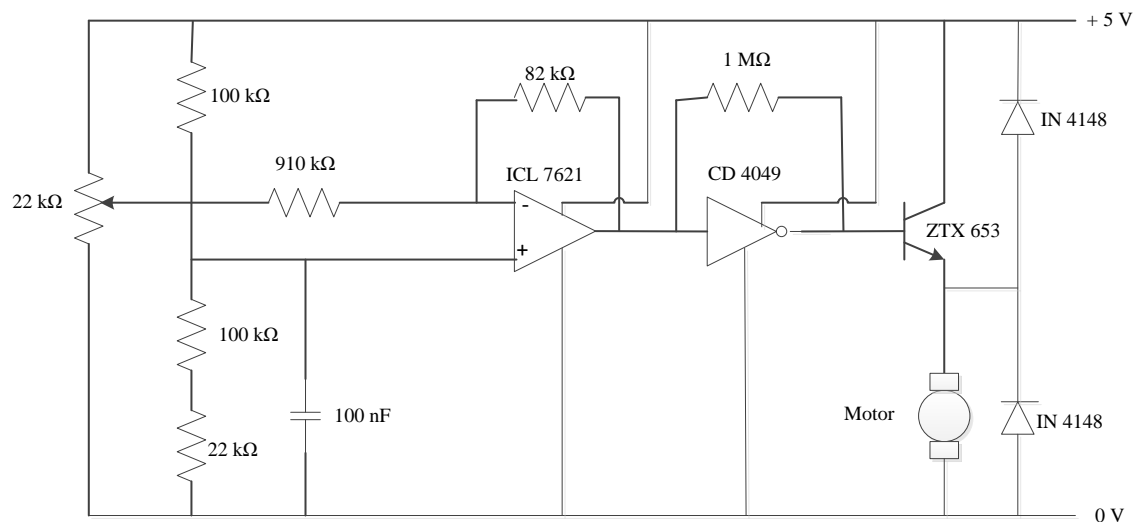 + 5 V
100 kΩ
82 kΩ
1 MΩ
IN 4148
910 kΩ
ICL 7621
CD 4049
22 kΩ
-
+
ZTX 653
100 kΩ
100 nF
Motor
IN 4148
22 kΩ
0 V